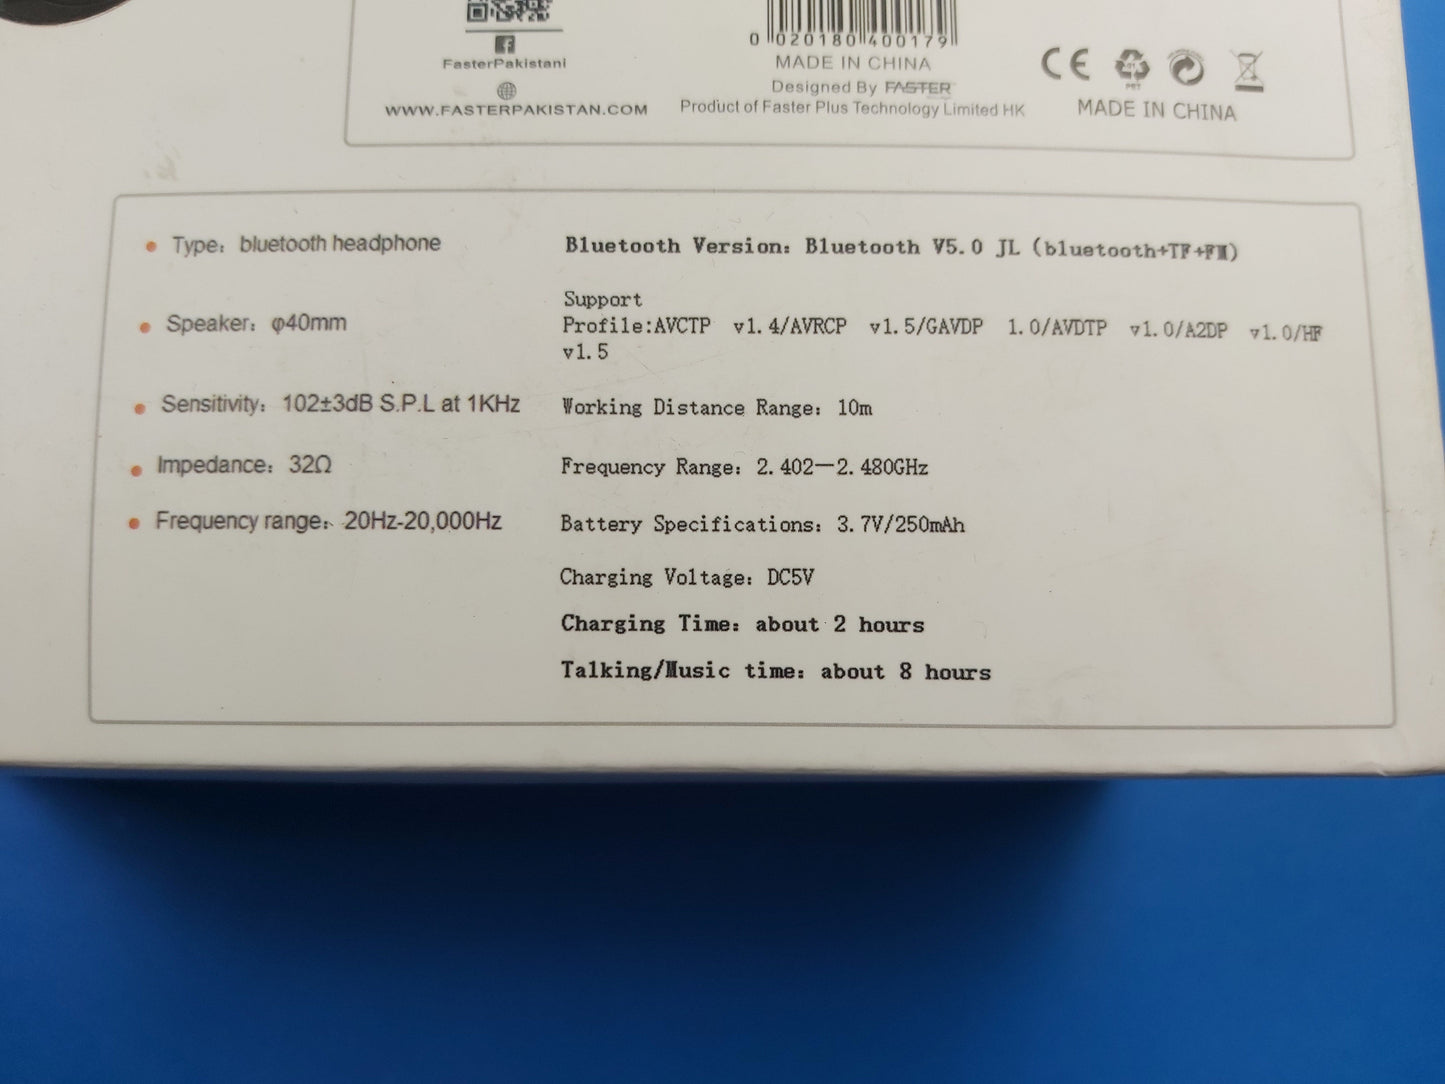 FasterPakistani
WWW.FASTERPAKISTAN.COM
0 020180 400179
MADE IN CHINA
Designed By FASTER
Product of Faster Plus Technology Limited HK
CE
01
PET
MADE IN CHINA
Type: bluetooth headphone
Speaker: φ40mm
Sensitivity: 102±3dB S.P.L at 1KHz
Impedance: 32Ω
Frequency range: 20Hz-20,000Hz
Bluetooth Version: Bluetooth V5.0 JL (bluetooth+TF+FM)
Support
Profile:AVCTP v1.4/AVRCP v1.5/GAVDP 1.0/AVDTP v1.0/A2DP v1.0/HF
v1.5
Working Distance Range: 10m
Frequency Range: 2.402—2.480GHz
Battery Specifications: 3.7V/250mAh
Charging Voltage: DC5V
Charging Time: about 2 hours
Talking/Music time: about 8 hours